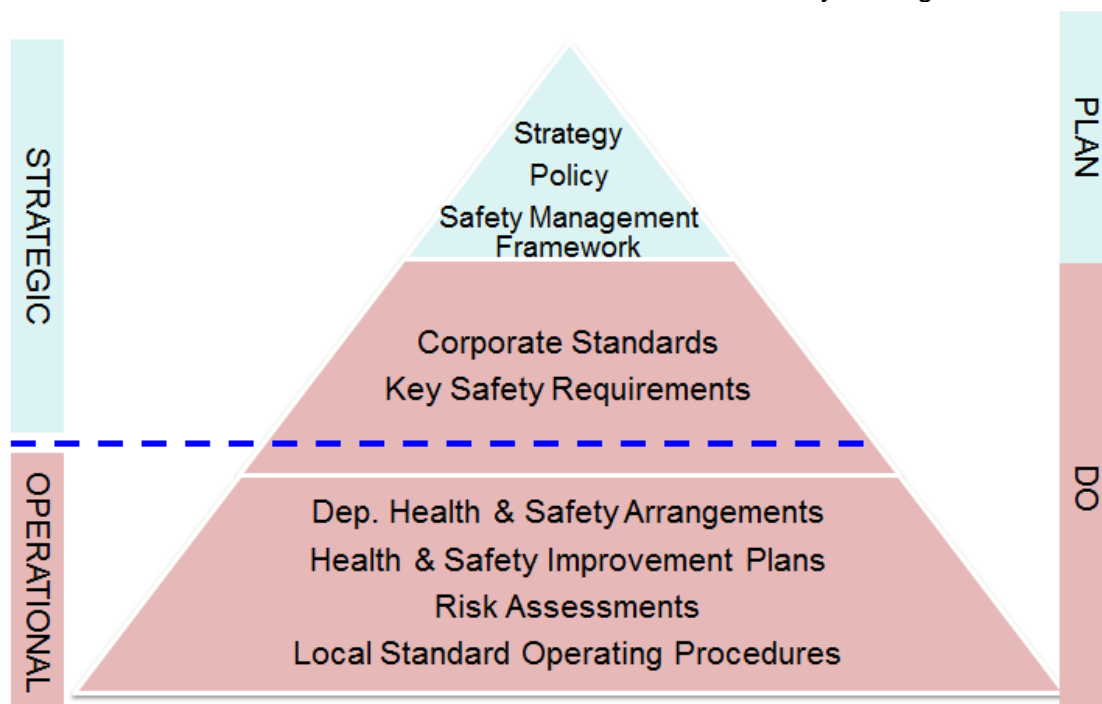 STRATEGIC
OPERATIONAL
Strategy
Policy
Safety Management
Framework
Corporate Standards
Key Safety Requirements
Dep. Health & Safety Arrangements
Health & Safety Improvement Plans
Risk Assessments
Local Standard Operating Procedures
PLAN
DO